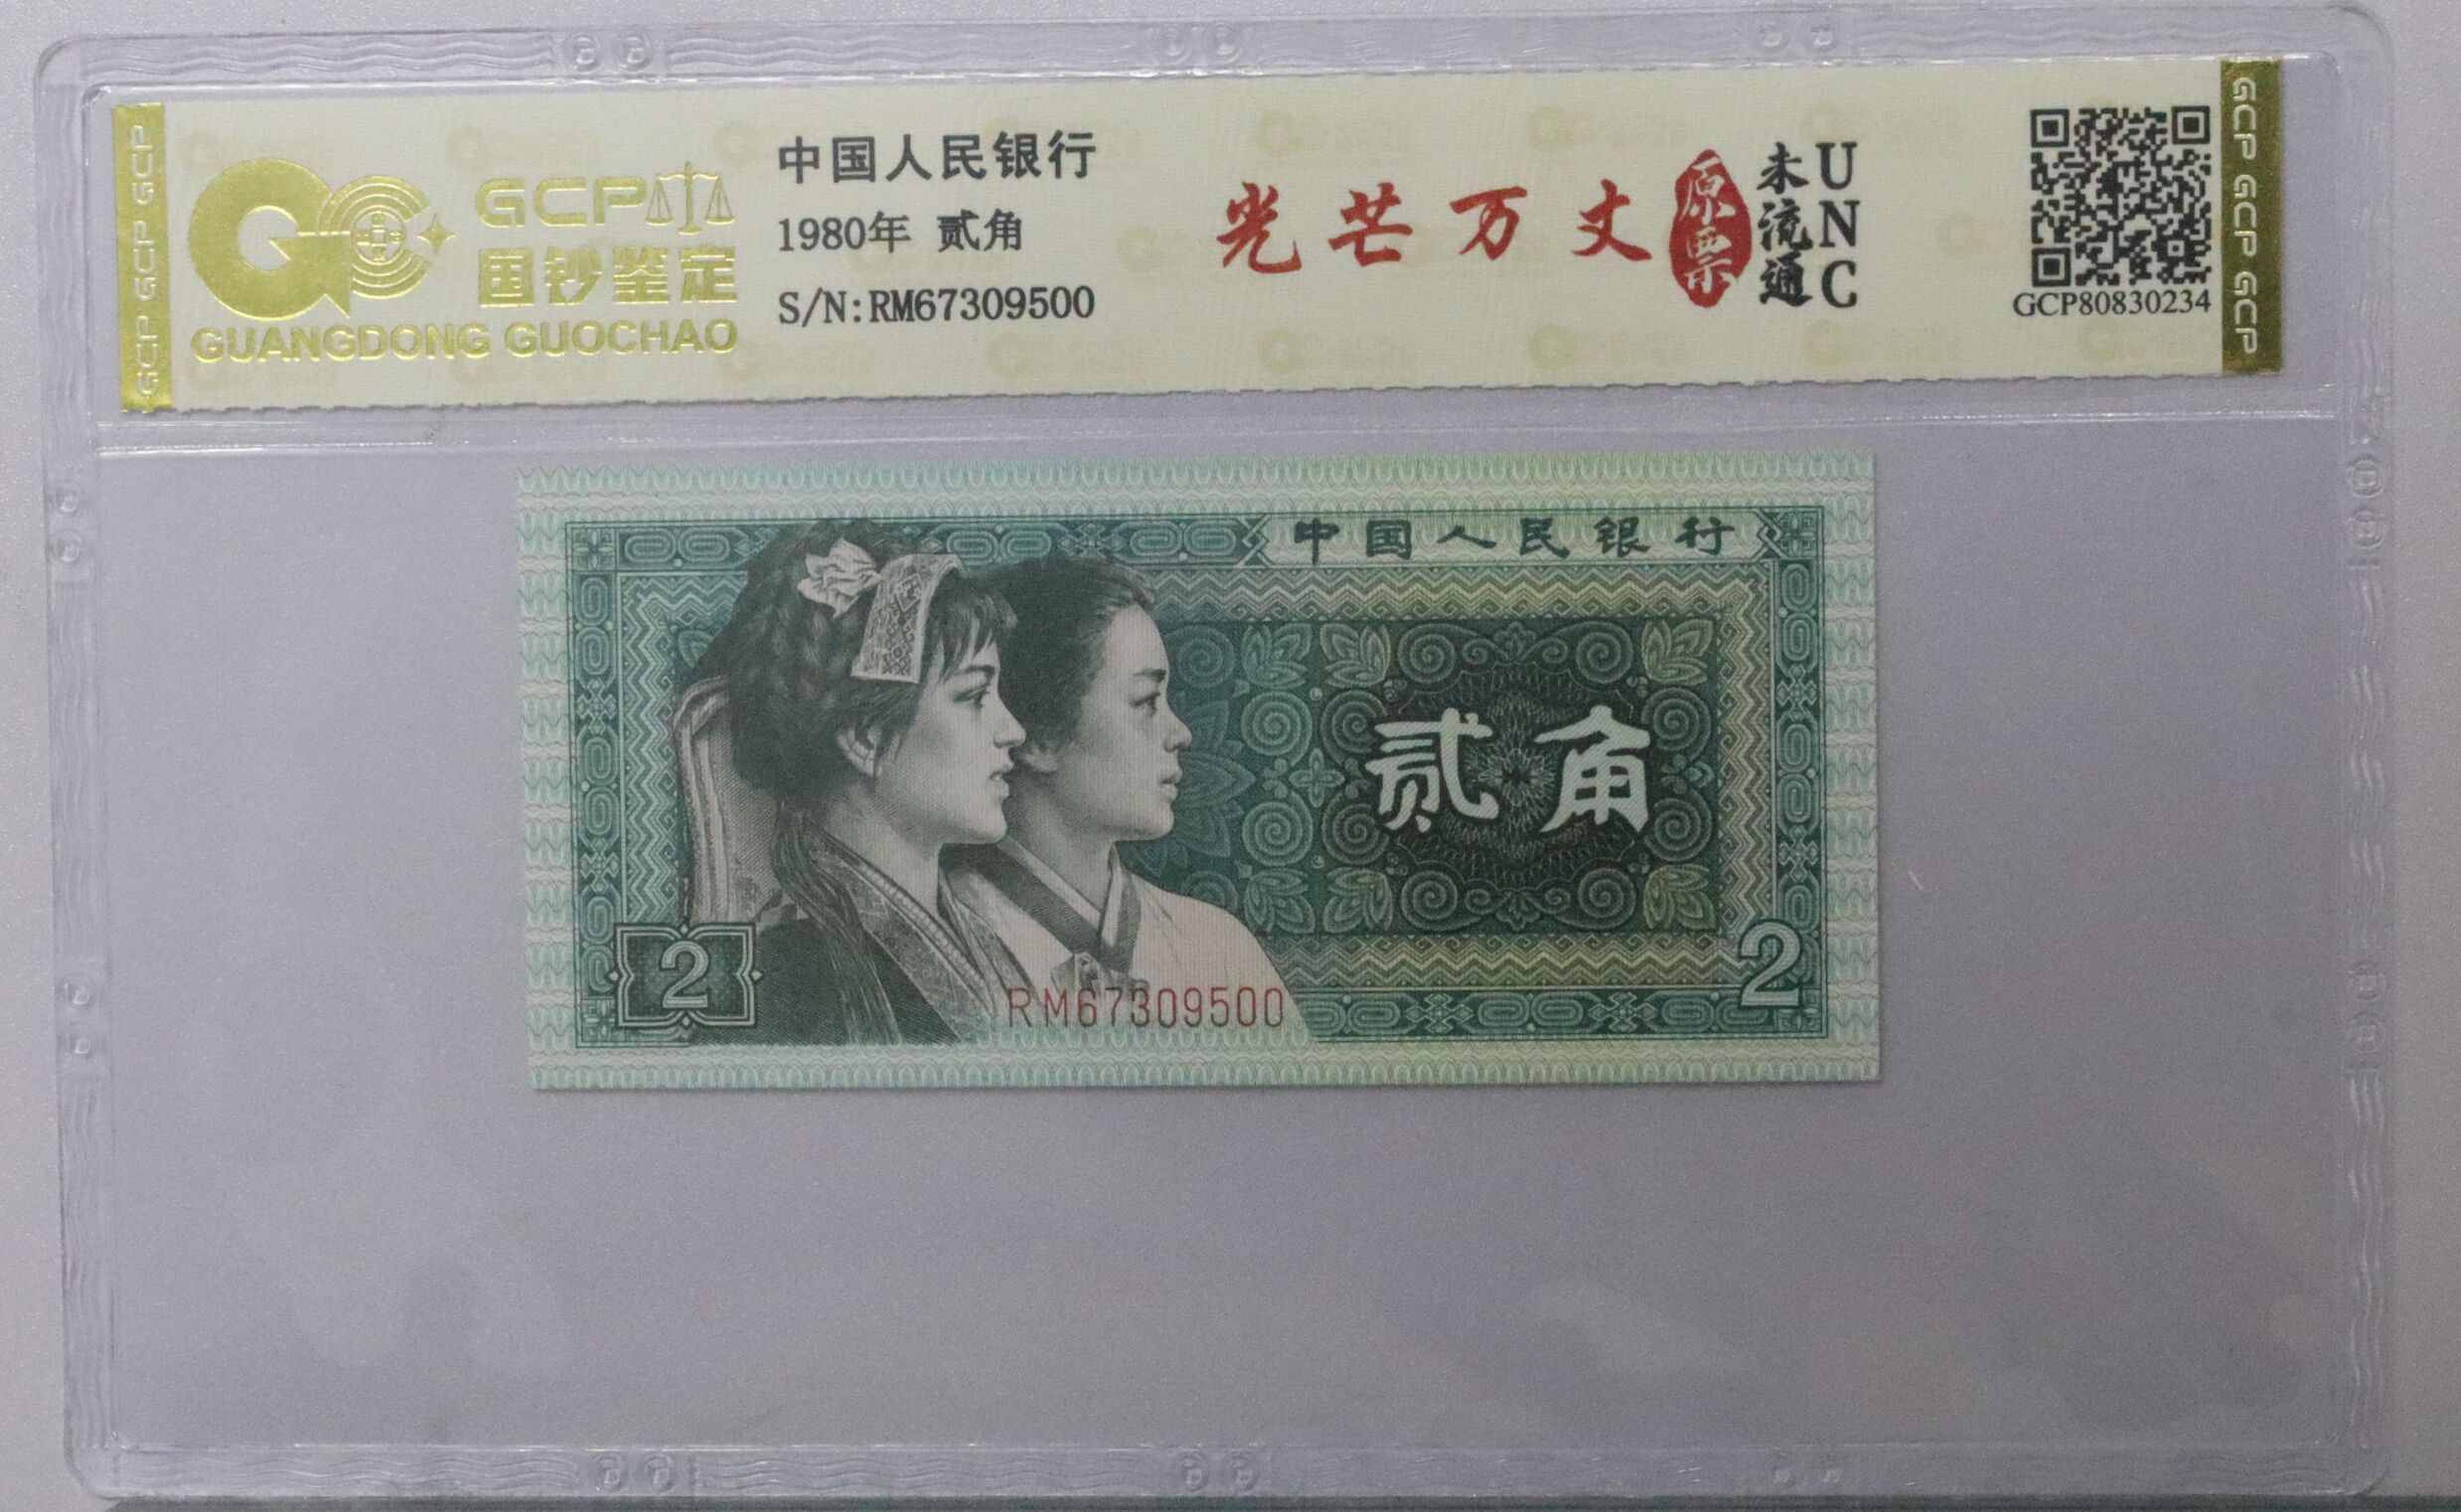 GCP GCP GCP
GCP
国钞鉴定
GUANGDONG GUOCHAO
中国人民银行
1980年 贰角
S/N:RM67309500
光芒万丈
原票
未流通
UNC
GCP80830234
GCP GCP GCP
中国人民银行
贰角
2
RM67309500
2